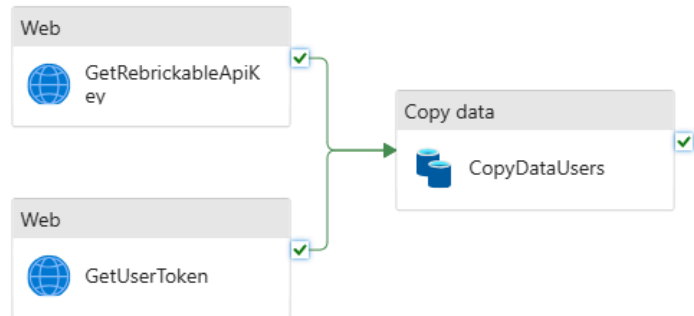 Web
GetRebrickableApiK
ey
Copy data
CopyDataUsers
Web
GetUserToken